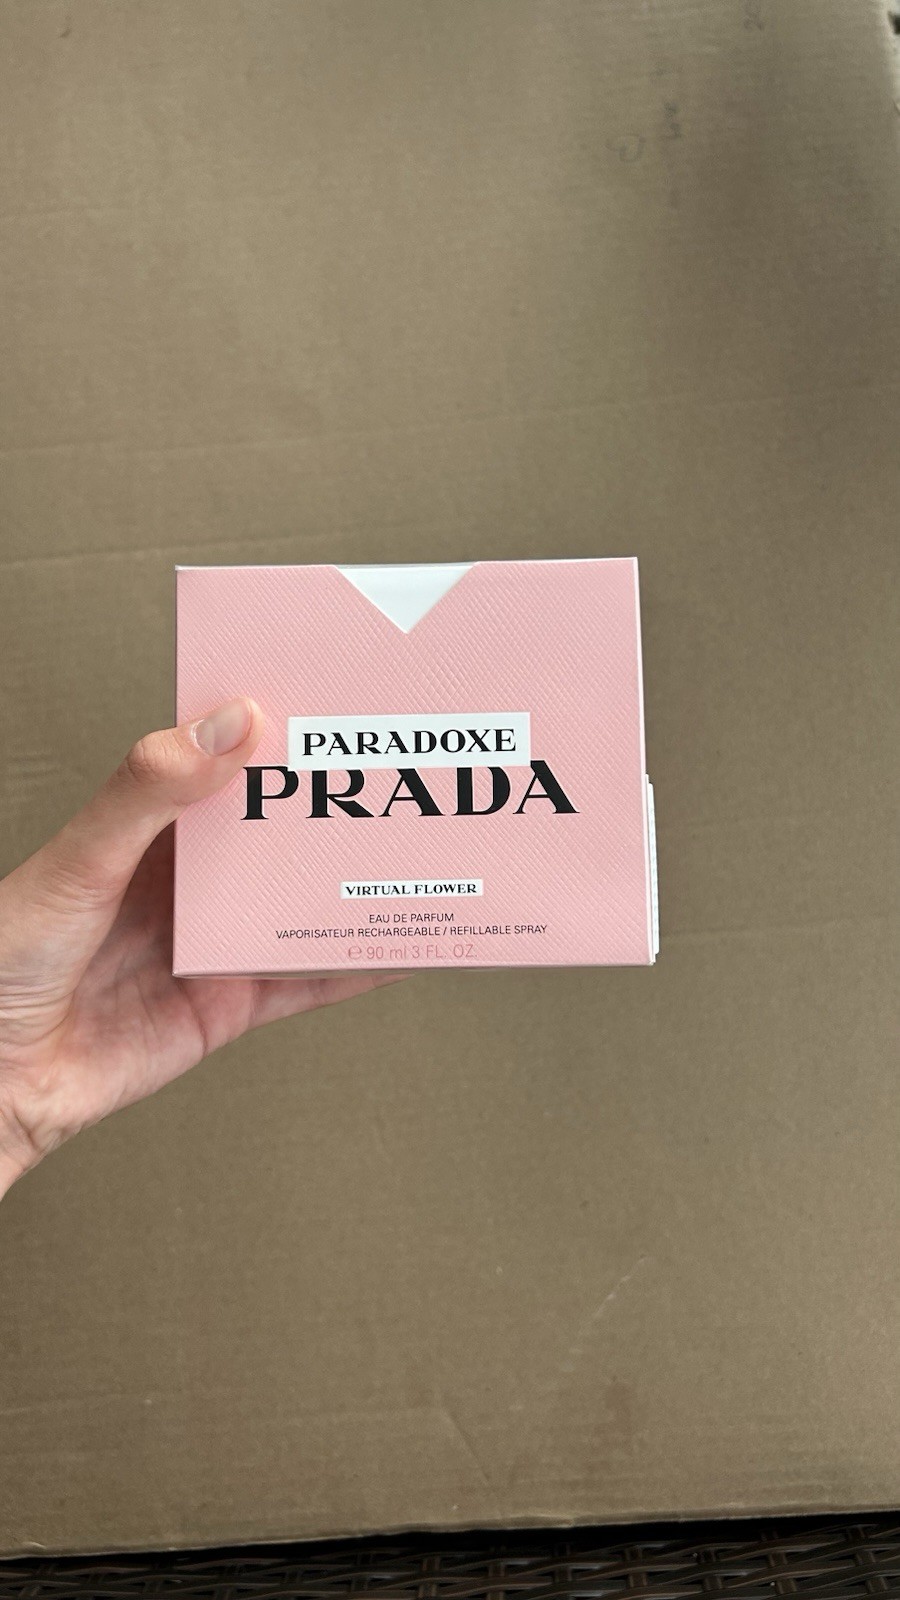 PARADOXE
PRADA
VIRTUAL FLOWER
EAU DE PARFUM
VAPORISATEUR RECHARGEABLE / REFILLABLE SPRAY
℮ 90 ml 3 FL. OZ.